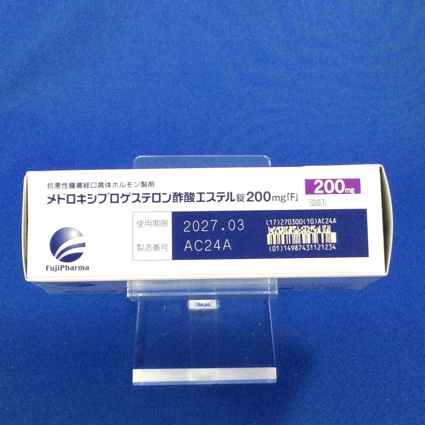 抗悪性腫瘍経口黄体ホルモン製剤
メドロキシプロゲステロン酢酸エステル錠200mg「F」
200mg
GS1
使用期限 2027.03
製造番号 AC24A
(17)270300(10)AC24A
(01)14987431121234
FujiPharma